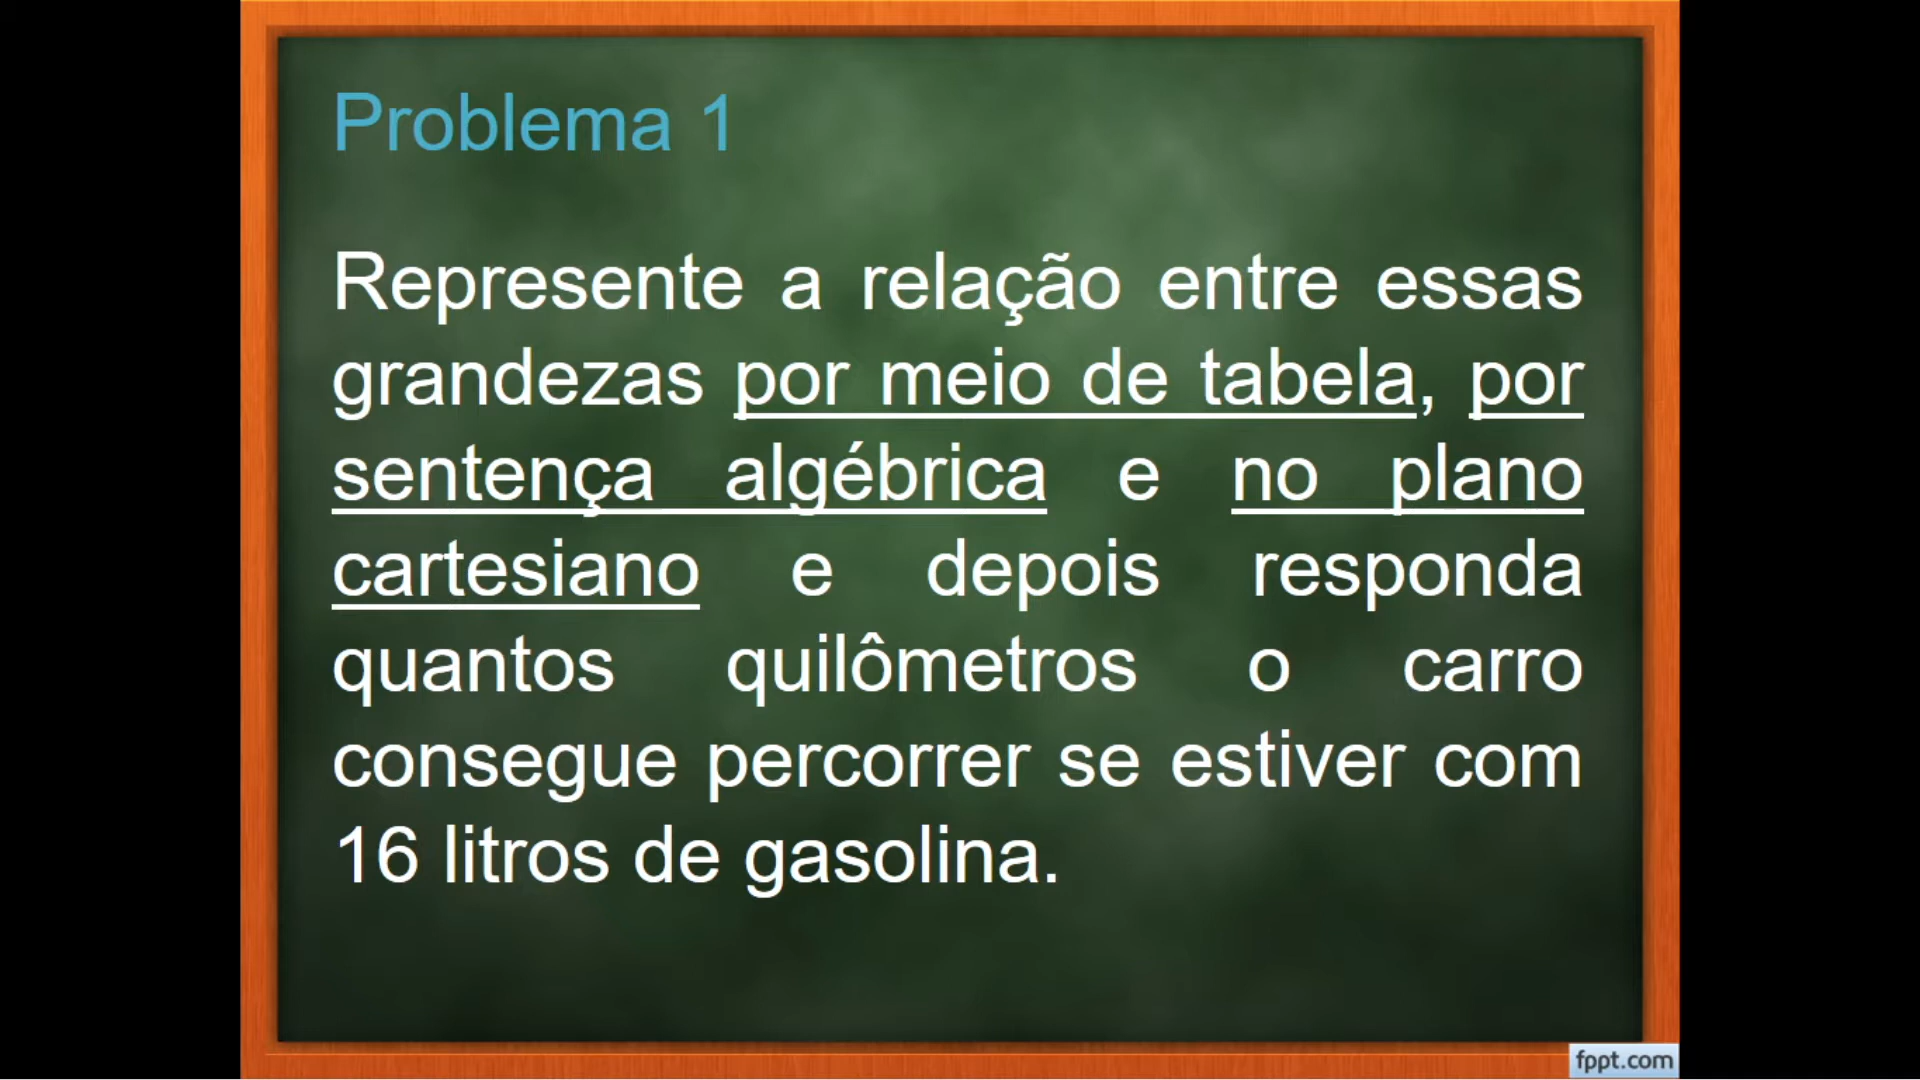 Problema 1
Represente a relação entre essas
grandezas por meio de tabela, por
sentença algébrica e no plano
cartesiano e depois responda
quantos quilômetros o carro
consegue percorrer se estiver com
16 litros de gasolina.
fppt.com